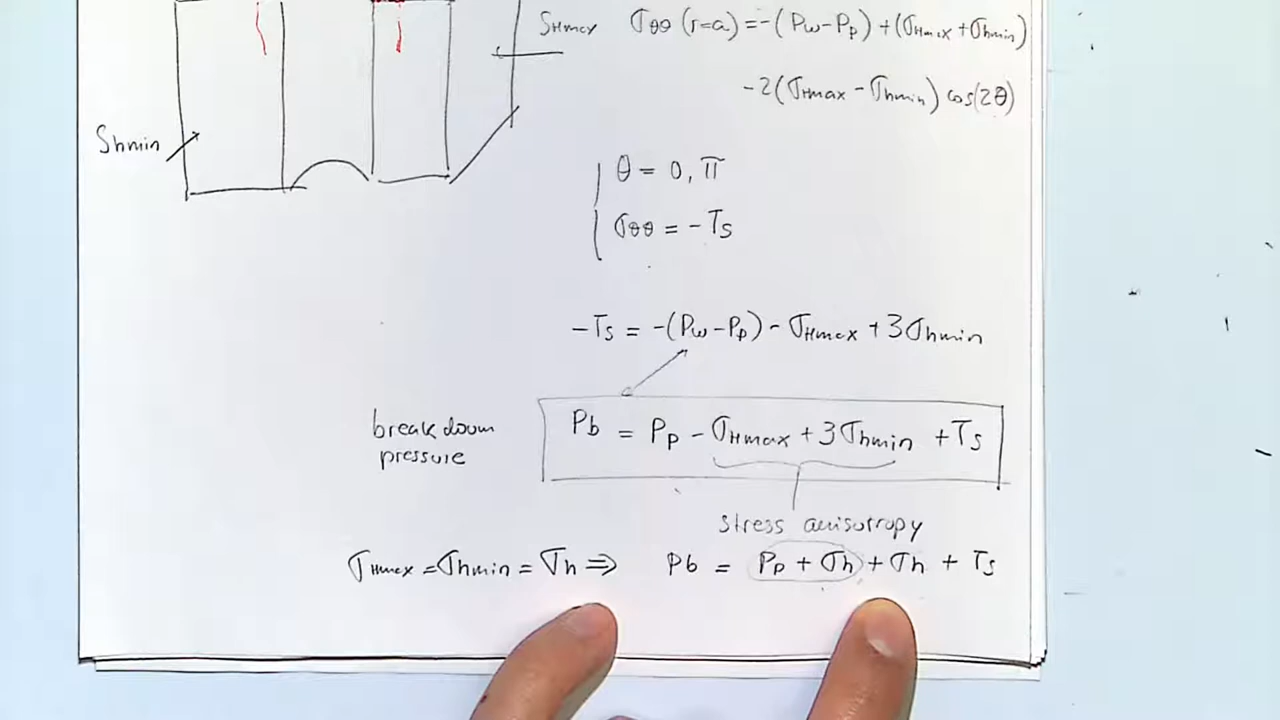 SHmax σθθ (r=a) = -(Pw-Pp) + (σHmax + σhmin)
-2(σHmax - σhmin) cos(2θ)
Shmin
θ = 0, π
σθθ = -Ts
-Ts = -(Pw-Pp) - σHmax + 3σhmin
breakdown
pressure
Pb = Pp - σHmax + 3σhmin + Ts
stress anisotropy
σHmax = σhmin = σh ⇒ Pb = Pp + σh + σh + Ts